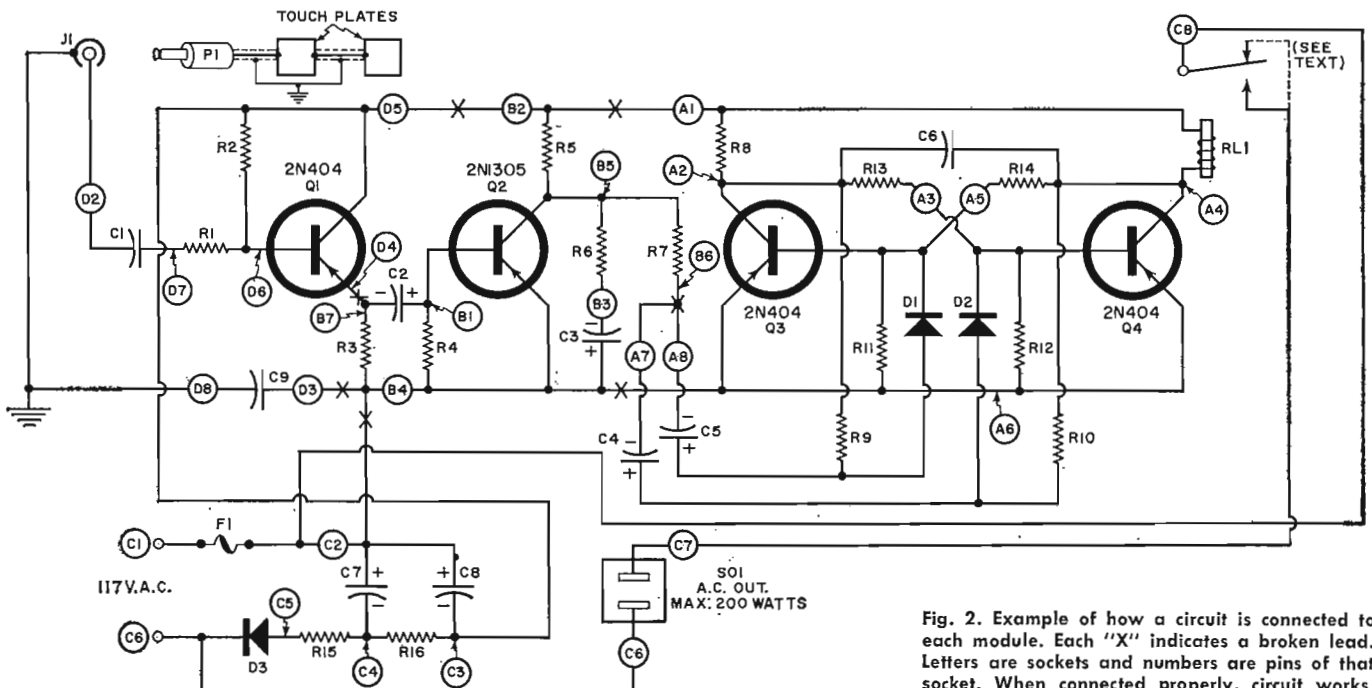 TOUCH PLATES
J1
P1
C8
(SEE
TEXT)
D5
B2
A1
R2
R5
R8
C6
RL1
2N404
Q1
2N1305
Q2
B5
A2
R13
R14
A3
A5
A4
D2
C1
R1
D7
D6
D4
C2
- +
B7
B1
R6
R7
B6
B3
R3
R4
C3
-
+
A7
A8
2N404
Q3
D1
D2
R11
R12
2N404
Q4
D8
C9
D3
B4
A6
C4
-
+
C5
-
+
R9
R10
C1
F1
C2
C7
+
-
+
-
C8
117 V.A.C.
C7
SO1
A.C. OUT.
MAX: 200 WATTS
C6
D3
C5
R15
C4
R16
C3
C6
Fig. 2. Example of how a circuit is connected to
each module. Each "X" indicates a broken lead.
Letters are sockets and numbers are pins of that
socket. When connected properly, circuit works.